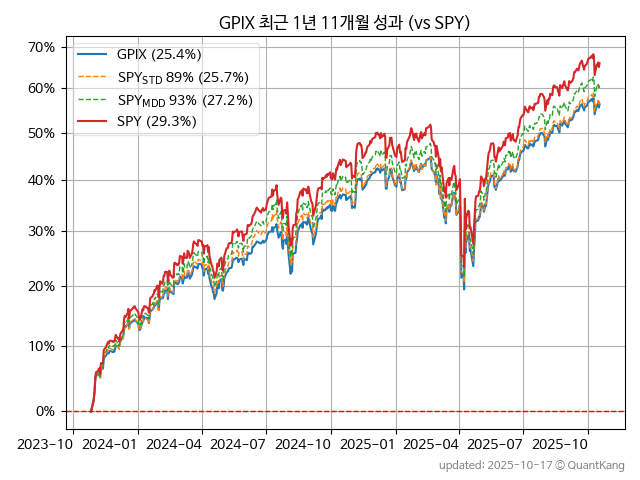 GPIX 최근 1년 11개월 성과 (vs SPY)
70%
60%
50%
40%
30%
20%
10%
0%
GPIX (25.4%)
SPY_STD 89% (25.7%)
SPY_MDD 93% (27.2%)
SPY (29.3%)
2023-10 2024-01 2024-04 2024-07 2024-10 2025-01 2025-04 2025-07 2025-10
updated: 2025-10-17 © QuantKang